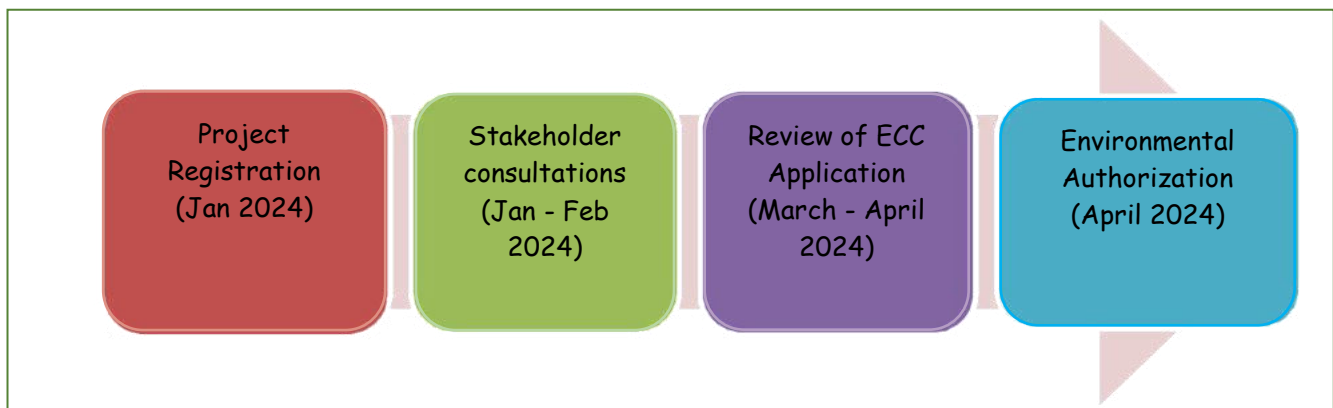 Project
Registration
(Jan 2024)
Stakeholder
consultations
(Jan - Feb
2024)
Review of ECC
Application
(March - April
2024)
Environmental
Authorization
(April 2024)